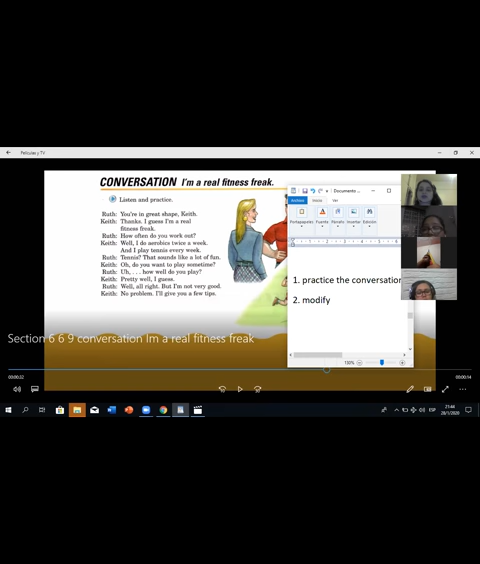 Películas y TV
CONVERSATION I'm a real fitness freak.
Listen and practice.
Ruth: You're in great shape, Keith.
Keith: Thanks. I guess I'm a real
fitness freak.
Ruth: How often do you work out?
Keith: Well, I do aerobics twice a week.
And I play tennis every week.
Ruth: Tennis? That sounds like a lot of fun.
Keith: Oh, do you want to play sometime?
Ruth: Uh, . . . how well do you play?
Keith: Pretty well, I guess.
Ruth: Well, all right. But I'm not very good.
Keith: No problem. I'll give you a few tips.
Documento ...
Archivo Inicio Ver
Portapapeles Fuente Párrafo Insertar Edición
1. practice the conversation
2. modify
100%
Section 6 6 9 conversation Im a real fitness freak
0:00:32 0:00:14
ESP
21:44
28/1/2020